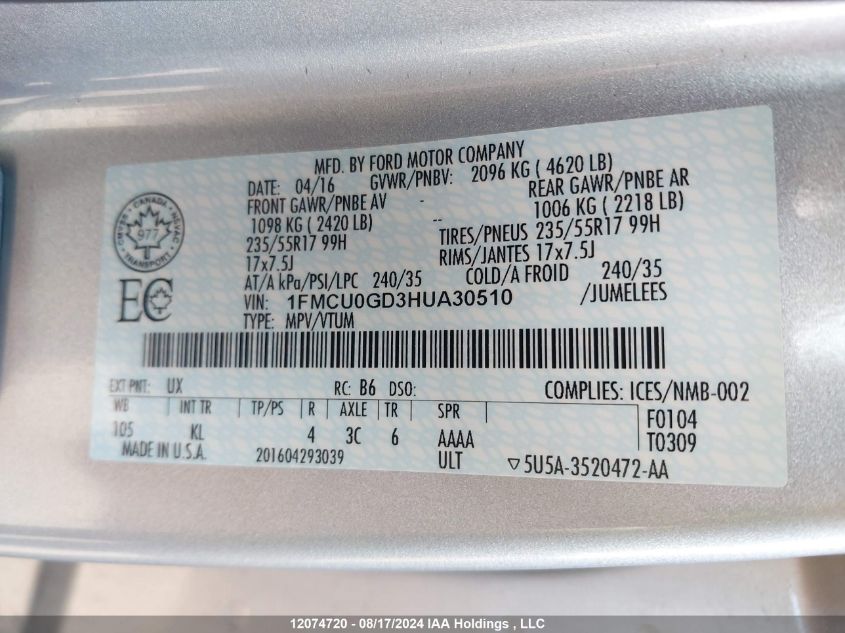 MFD. BY FORD MOTOR COMPANY
DATE: 04/16 GVWR/PNBV: 2096 KG ( 4620 LB)
FRONT GAWR/PNBE AV - REAR GAWR/PNBE AR
1098 KG ( 2420 LB) -- 1006 KG ( 2218 LB)
235/55R17 99H TIRES/PNEUS 235/55R17 99H
17x7.5J RIMS/JANTES 17x7.5J
AT/A kPa/PSI/LPC 240/35 COLD/A FROID 240/35
VIN: 1FMCU0GD3HUA30510 /JUMELEES
TYPE: MPV/VTUM
CANADA
977
TRANSPORT
EC
EXT PNT: UX RC: B6 DSO: COMPLIES: ICES/NMB-002
WB INT TR TP/PS R AXLE TR SPR F0104
105 KL 4 3C 6 AAAA T0309
MADE IN U.S.A. 201604293039 ULT ▽5U5A-3520472-AA
12074720 - 08/17/2024 IAA Holdings , LLC